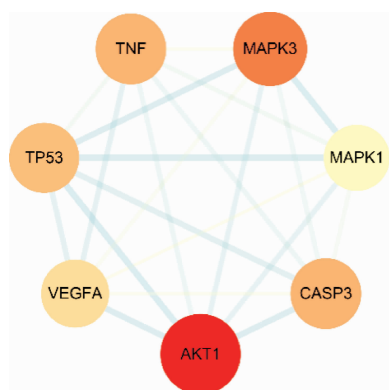 TNF
MAPK3
TP53
MAPK1
VEGFA
CASP3
AKT1